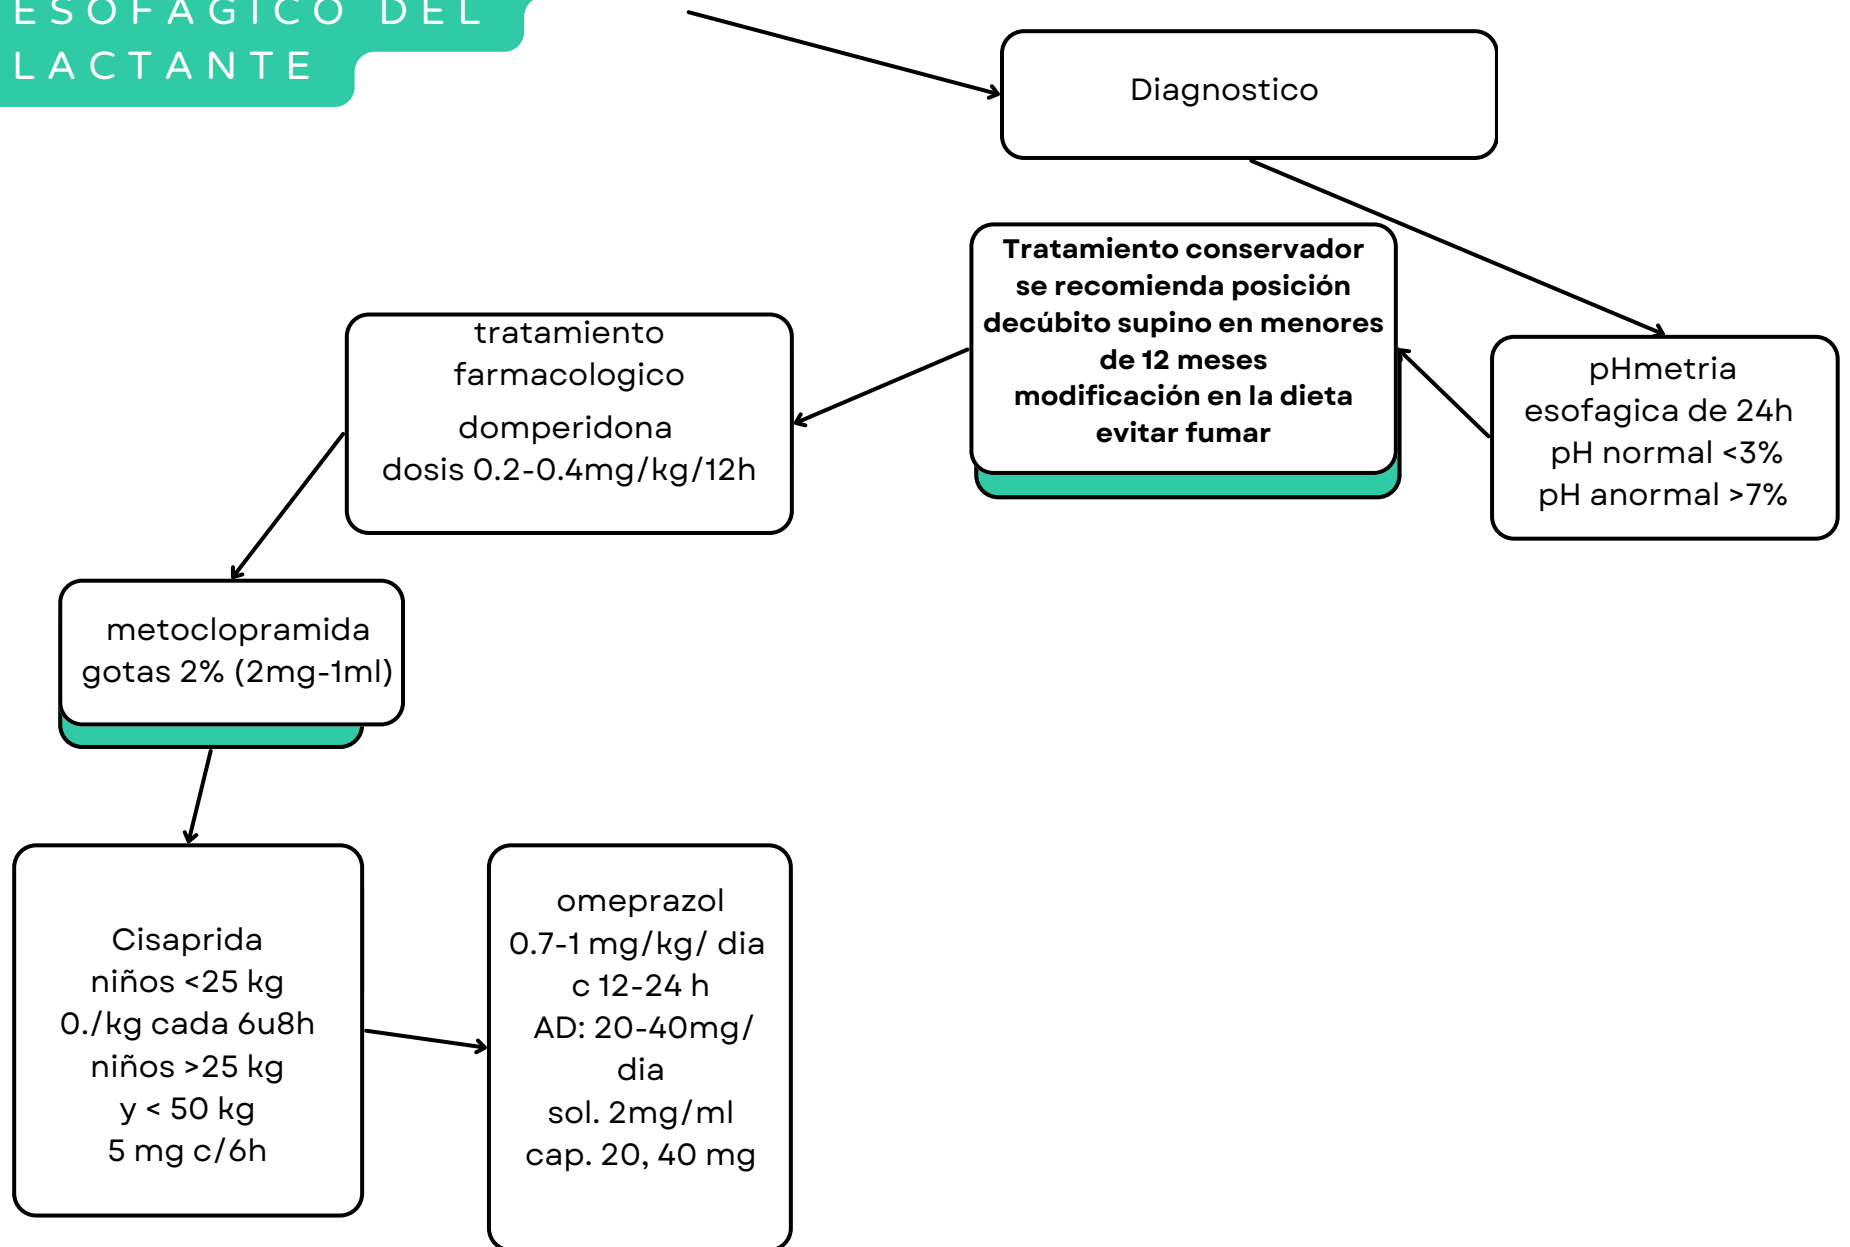 ESOFAGICO DEL
LACTANTE
Diagnostico
Tratamiento conservador
se recomienda posición
decúbito supino en menores
de 12 meses
modificación en la dieta
evitar fumar
tratamiento
farmacologico
domperidona
dosis 0.2-0.4mg/kg/12h
pHmetria
esofagica de 24h
pH normal <3%
pH anormal >7%
metoclopramida
gotas 2% (2mg-1ml)
Cisaprida
niños <25 kg
0./kg cada 6u8h
niños >25 kg
y < 50 kg
5 mg c/6h
omeprazol
0.7-1 mg/kg/ dia
c 12-24 h
AD: 20-40mg/
dia
sol. 2mg/ml
cap. 20, 40 mg